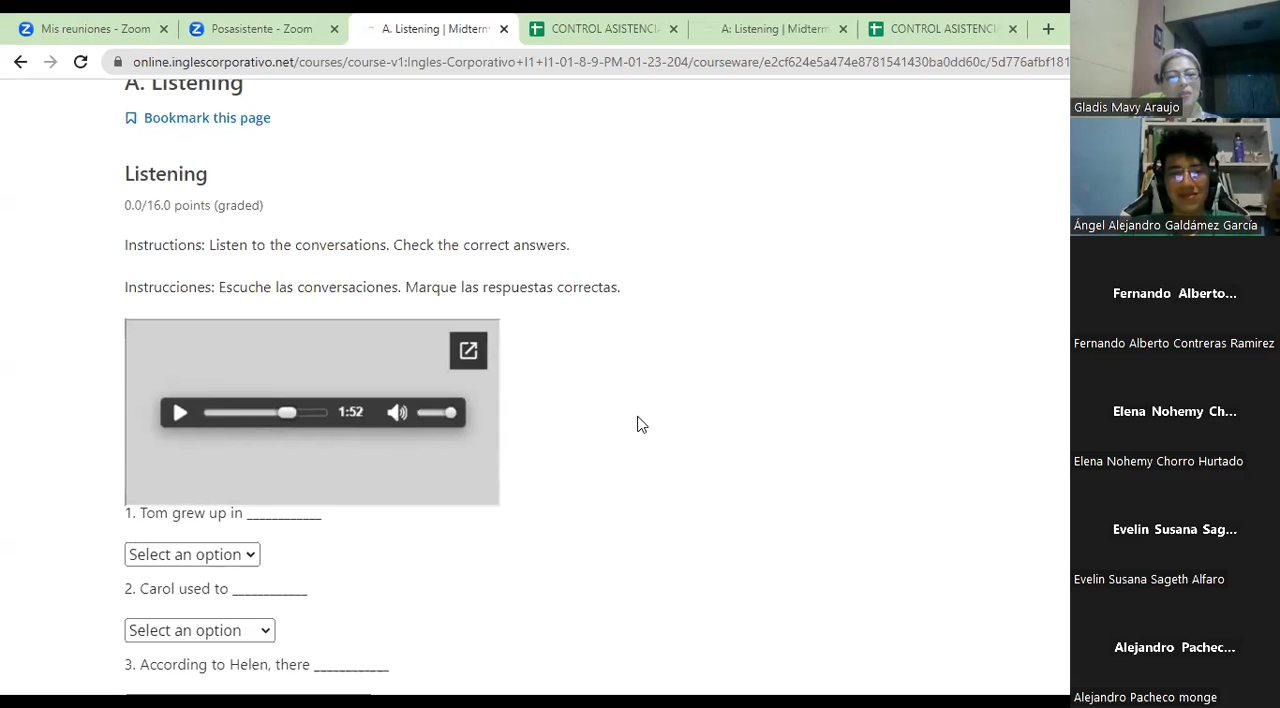 Mis reuniones - Zoom
Posasistente - Zoom
A. Listening | Midterm
CONTROL ASISTENCIA
A: Listening | Midterm
CONTROL ASISTENCIA
online.inglescorporativo.net/courses/course-v1:Ingles-Corporativo+I1+I1-01-8-9-PM-01-23-204/courseware/e2cf624e5a474e8781541430ba0dd60c/5d776afbf181
A. Listening
Bookmark this page
Listening
0.0/16.0 points (graded)
Instructions: Listen to the conversations. Check the correct answers.
Instrucciones: Escuche las conversaciones. Marque las respuestas correctas.
1:52
1. Tom grew up in ____________
Select an option
2. Carol used to ____________
Select an option
3. According to Helen, there ____________
Gladis Mavy Araujo
Ángel Alejandro Galdámez García
Fernando Alberto...
Fernando Alberto Contreras Ramirez
Elena Nohemy Ch...
Elena Nohemy Chorro Hurtado
Evelin Susana Sag...
Evelin Susana Sageth Alfaro
Alejandro Pachec...
Alejandro Pacheco monge